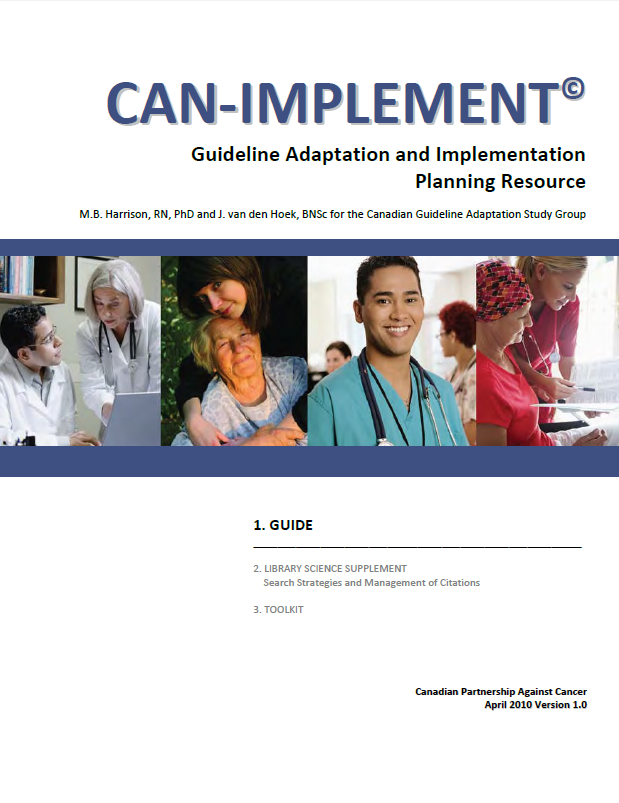 CAN-IMPLEMENT©
Guideline Adaptation and Implementation
Planning Resource
M.B. Harrison, RN, PhD and J. van den Hoek, BNSc for the Canadian Guideline Adaptation Study Group
1. GUIDE
2. LIBRARY SCIENCE SUPPLEMENT
Search Strategies and Management of Citations
3. TOOLKIT
Canadian Partnership Against Cancer
April 2010 Version 1.0